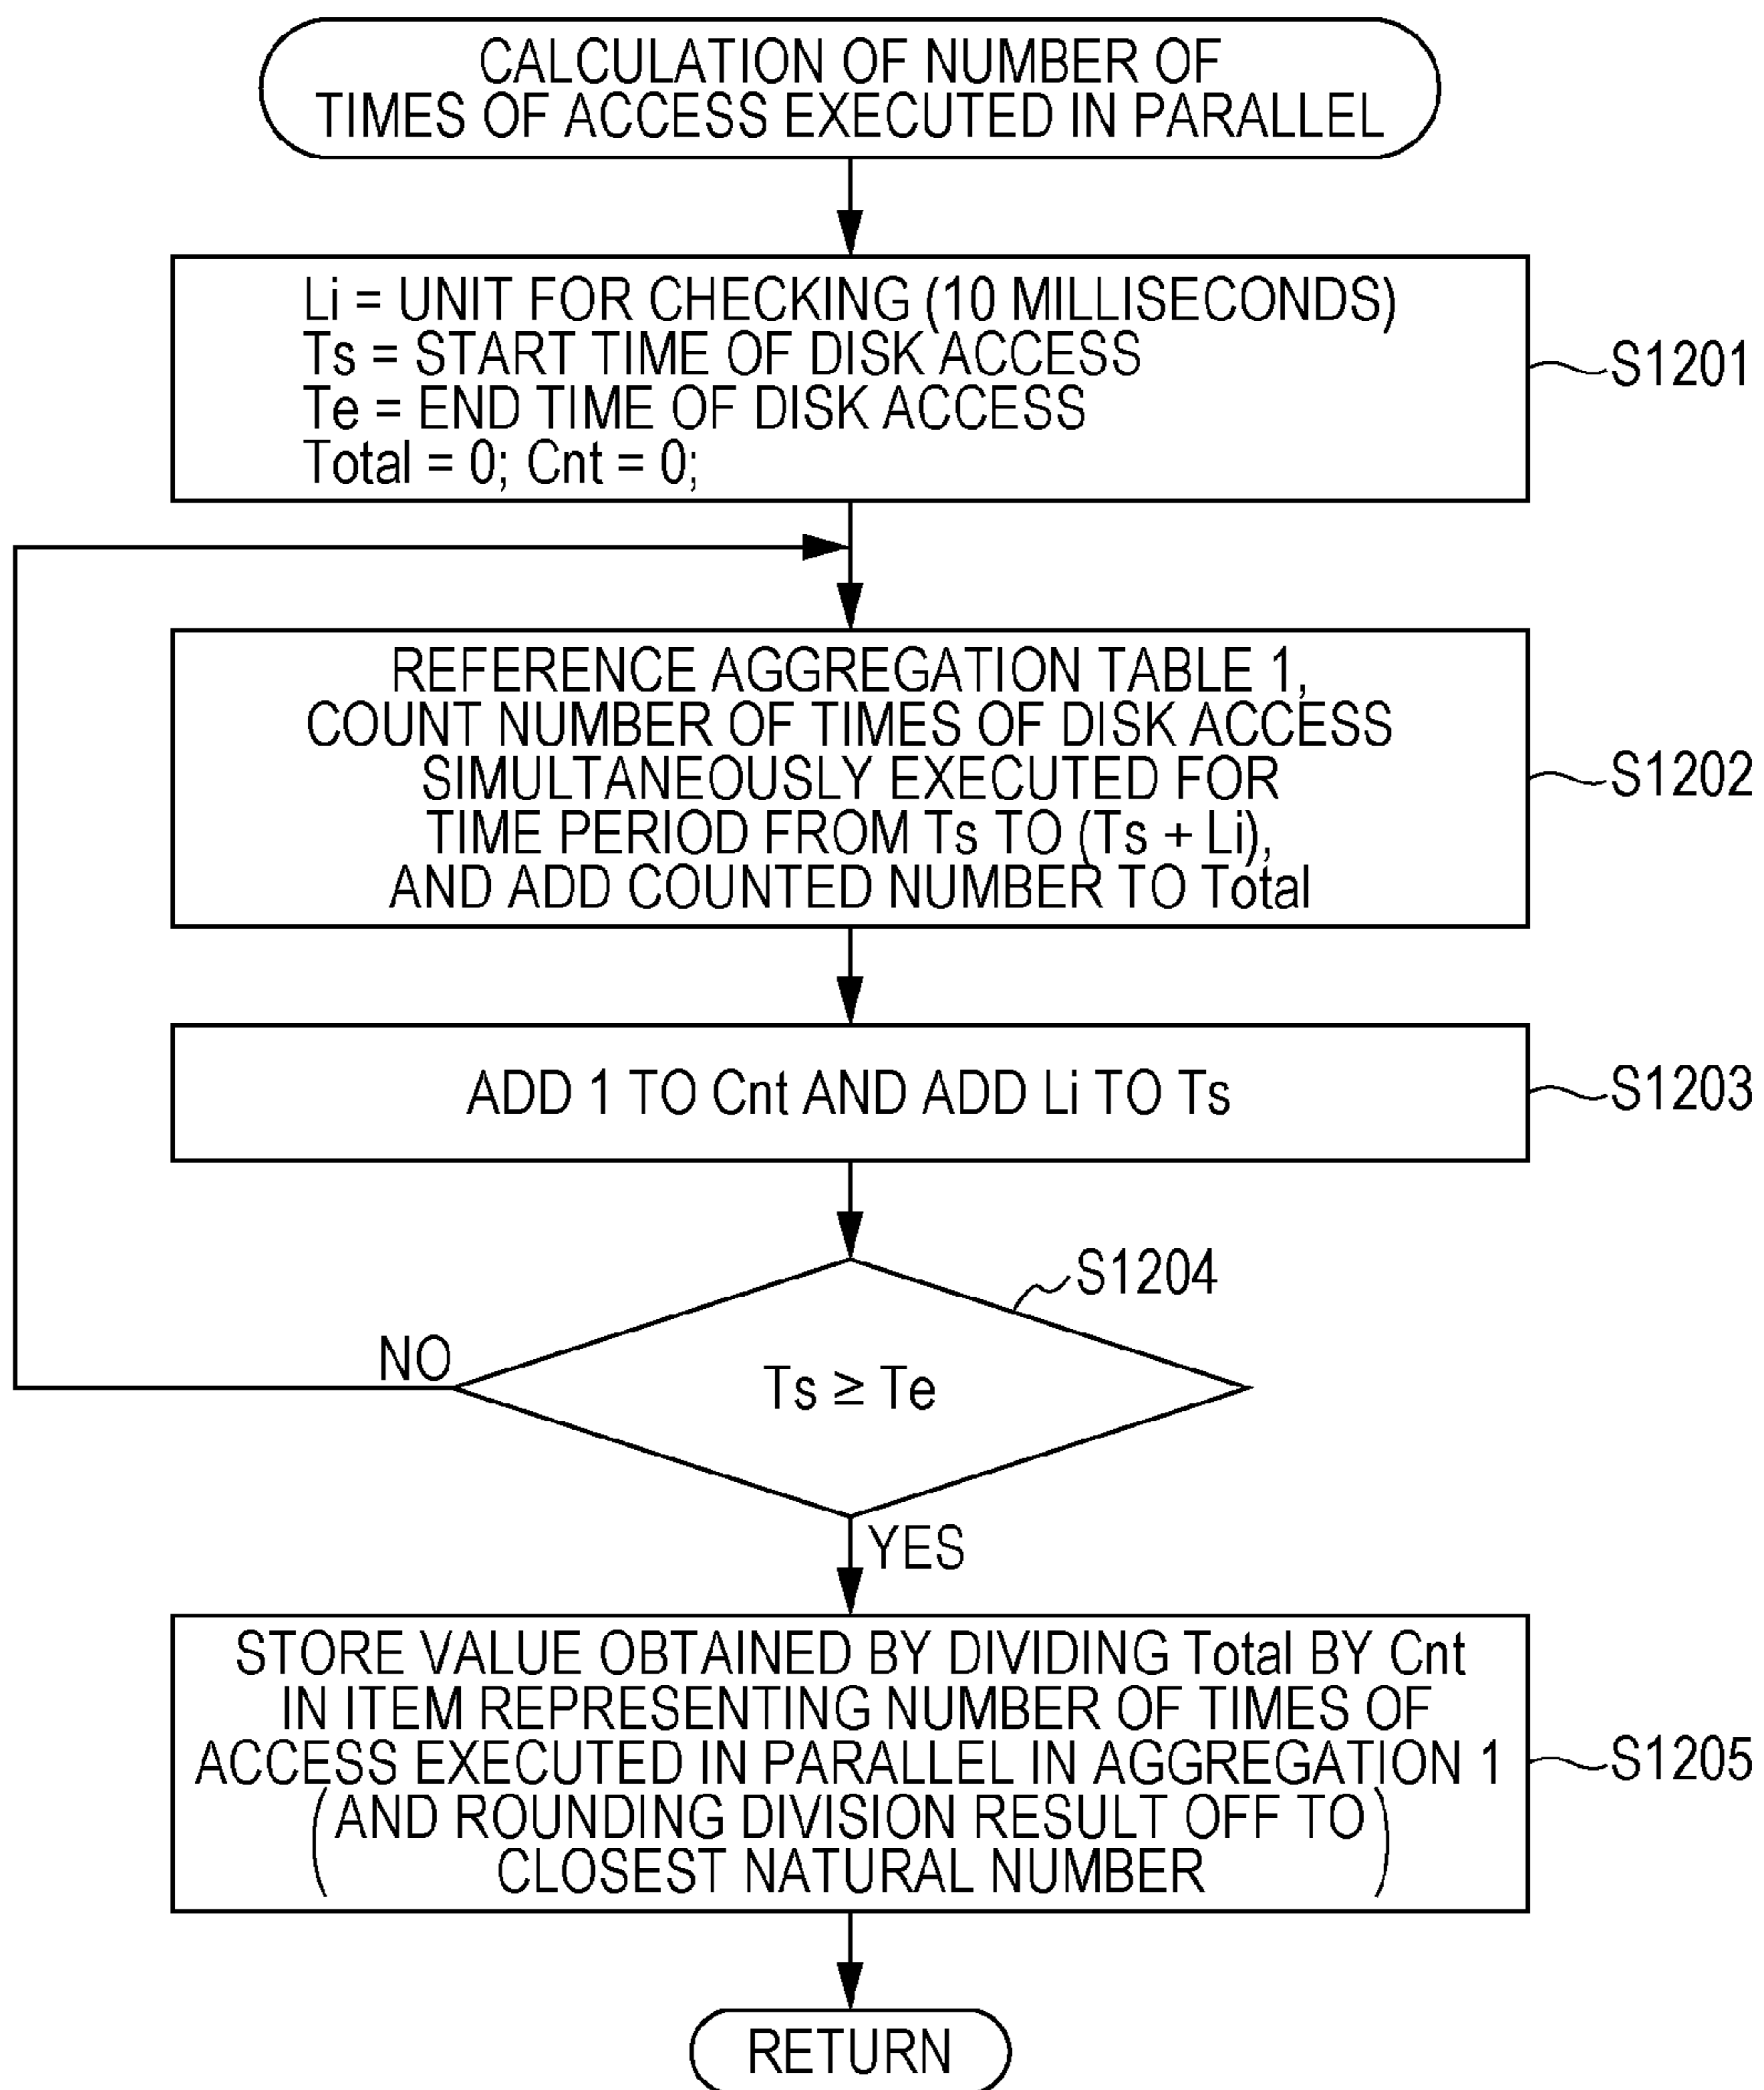 CALCULATION OF NUMBER OF
TIMES OF ACCESS EXECUTED IN PARALLEL
Li = UNIT FOR CHECKING (10 MILLISECONDS)
Ts = START TIME OF DISK ACCESS
Te = END TIME OF DISK ACCESS
Total = 0; Cnt = 0;
S1201
REFERENCE AGGREGATION TABLE 1,
COUNT NUMBER OF TIMES OF DISK ACCESS
SIMULTANEOUSLY EXECUTED FOR
TIME PERIOD FROM Ts TO (Ts + Li),
AND ADD COUNTED NUMBER TO Total
S1202
ADD 1 TO Cnt AND ADD Li TO Ts
S1203
S1204
NO
Ts ≥ Te
YES
STORE VALUE OBTAINED BY DIVIDING Total BY Cnt
IN ITEM REPRESENTING NUMBER OF TIMES OF
ACCESS EXECUTED IN PARALLEL IN AGGREGATION 1
(AND ROUNDING DIVISION RESULT OFF TO
CLOSEST NATURAL NUMBER)
S1205
RETURN